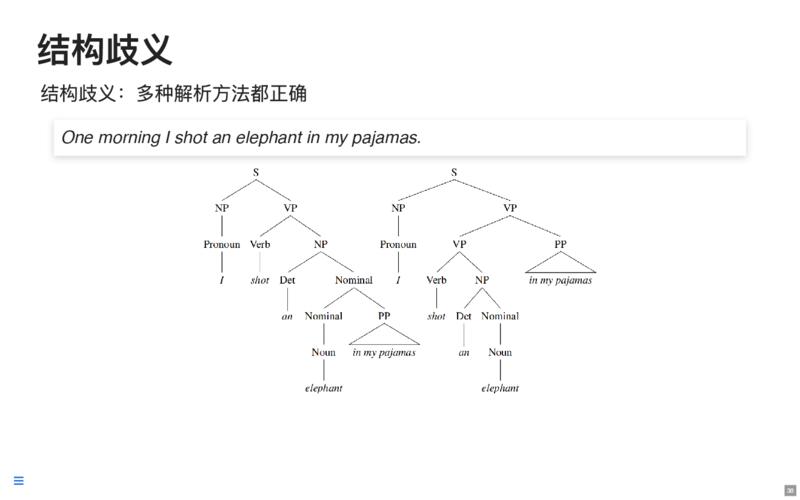 结构歧义
结构歧义：多种解析方法都正确
One morning I shot an elephant in my pajamas.
S S
NP VP NP VP
Pronoun Verb NP Pronoun VP PP
I shot Det Nominal I Verb NP in my pajamas
an Nominal PP shot Det Nominal
Noun in my pajamas an Noun
elephant elephant